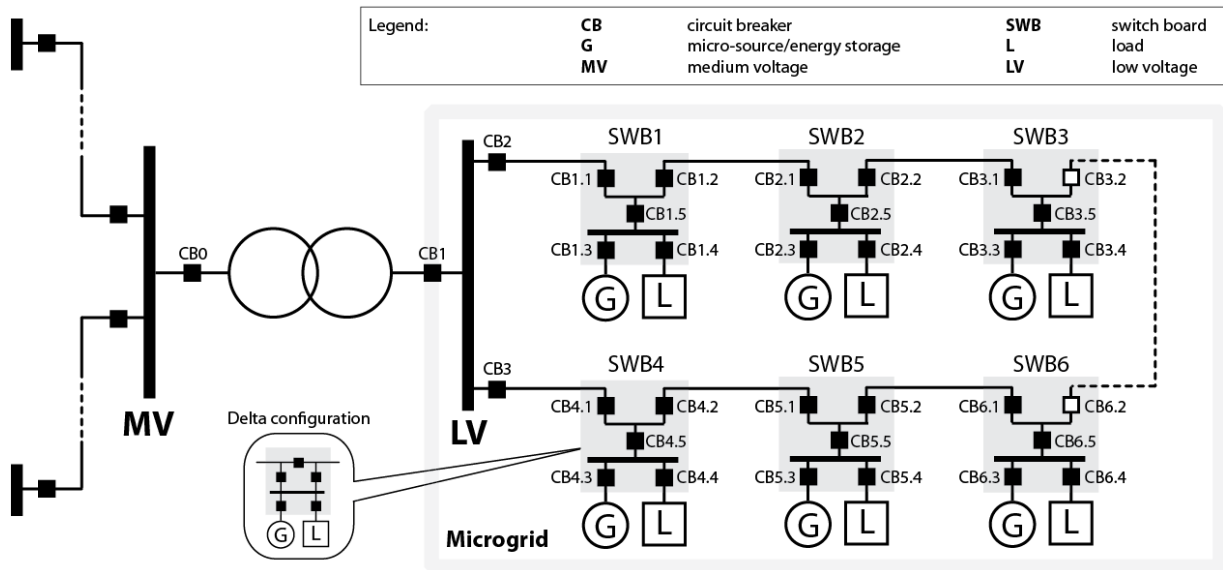 Legend: CB circuit breaker SWB switch board
G micro-source/energy storage L load
MV medium voltage LV low voltage
CB2 SWB1 SWB2 SWB3
CB1.1 CB1.2 CB2.1 CB2.2 CB3.1 CB3.2
CB1.5 CB2.5 CB3.5
CB0 CB1 CB1.3 CB1.4 CB2.3 CB2.4 CB3.3 CB3.4
G L G L G L
CB3 SWB4 SWB5 SWB6
CB4.1 CB4.2 CB5.1 CB5.2 CB6.1 CB6.2
MV Delta configuration LV CB4.5 CB5.5 CB6.5
CB4.3 CB4.4 CB5.3 CB5.4 CB6.3 CB6.4
G L Microgrid G L G L G L